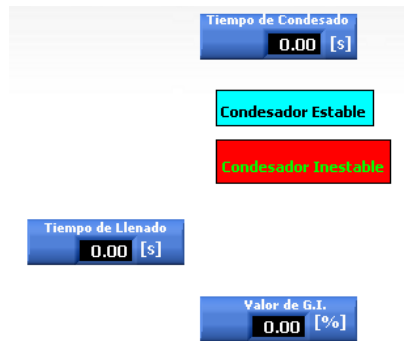 Tiempo de Condesado
0.00 [s]
Condesador Estable
Condesador Inestable
Tiempo de Llenado
0.00 [s]
Valor de G.I.
0.00 [%]